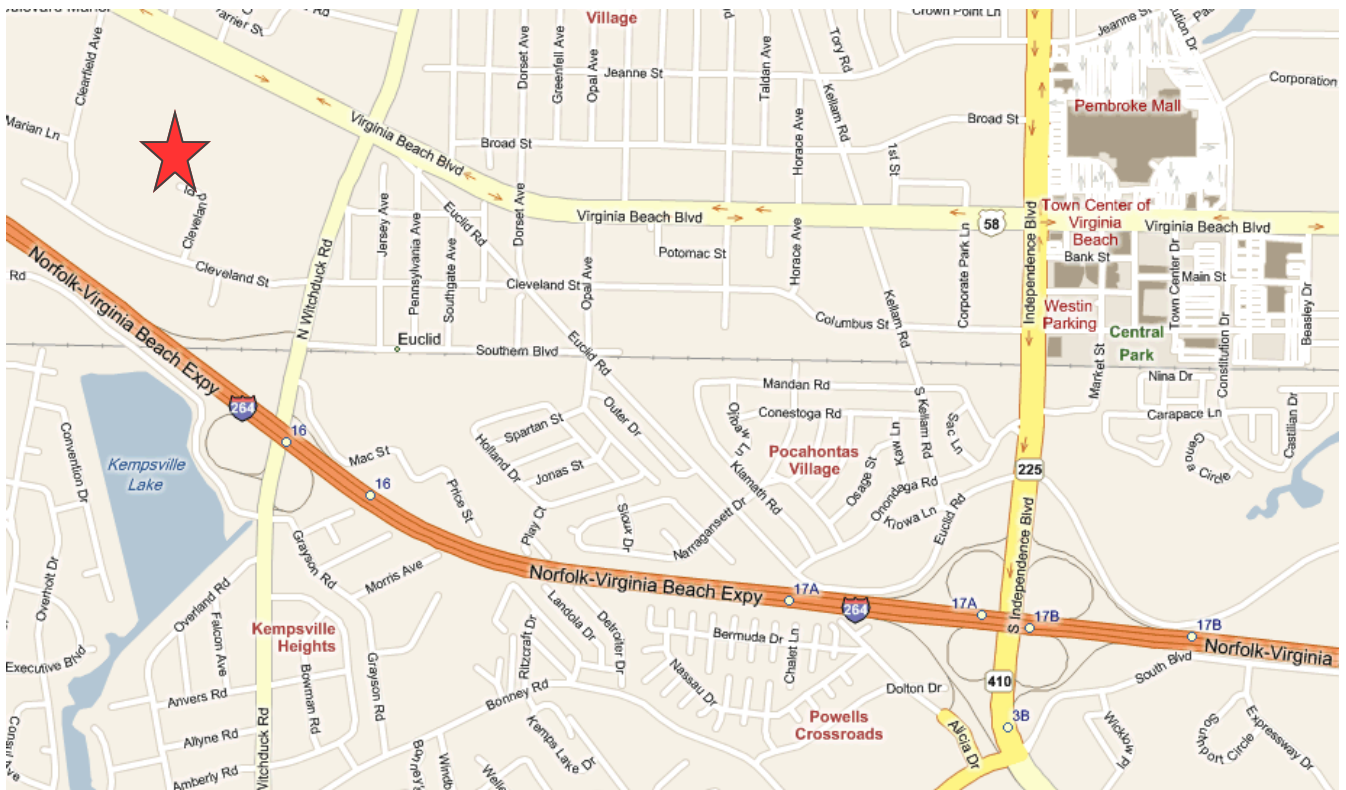 Village
Crown Point Ln
Jeanne St
Clearfield Ave
Dorset Ave
Greenfell Ave
Opal Ave
Taldan Ave
Tory Rd
Jeanne St
Corporation
Pembroke Mall
Marian Ln
Virginia Beach Blvd
Broad St
Horace Ave
Kellam Rd
Broad St
1st St
Cleveland
Rd
Jersey Ave
Pennsylvania Ave
Southgate Ave
Euclid Rd
Dorset Ave
Virginia Beach Blvd
58
Independence Blvd
Town Center of
Virginia
Beach
Virginia Beach Blvd
Norfolk-Virginia Beach Expy
Cleveland St
N Witchduck Rd
Potomac St
Horace Ave
Corporate Park Ln
Bank St
Town Center Dr
Main St
Rd
Cleveland St
Opal Ave
Columbus St
Kellam Rd
Westin
Parking
Central
Park
Market St
Constitution Dr
Beasley Dr
Euclid
Southern Blvd
Euclid Rd
Nina Dr
264
16
Mandan Rd
Conestoga Rd
S Kellam Rd
Sac Ln
Carapace Ln
Castilian Dr
Genoa Circle
Convention Dr
Kempsville
Lake
Mac St
Spartan St
Outer Dr
Holland Dr
Jonas St
Olibaw Ln
Pocahontas
Village
Kaw Ln
Osage St
Klamath Rd
Onondaga Rd
Kiowa Ln
Euclid Rd
225
16
Price St
Play Ct
Sioux Dr
Narragansett Dr
S Independence Blvd
Overholt Dr
Overland Rd
Grayson Rd
Morris Ave
Norfolk-Virginia Beach Expy
17A
264
17A
17B
17B
Norfolk-Virginia
Falcon Ave
Kempsville
Heights
Landola Dr
Detroiter Dr
Ritzcraft Dr
Bermuda Dr
Chalet Ln
Nassau Dr
Executive Blvd
Anvers Rd
Bowman Rd
Grayson Rd
Bonney Rd
Dolton Dr
410
South Blvd
Powells
Crossroads
Alicia Dr
3B
Allyne Rd
Amberly Rd
Witchduck Rd
Kemps Lake Dr
Southport Circle
Expressway Dr